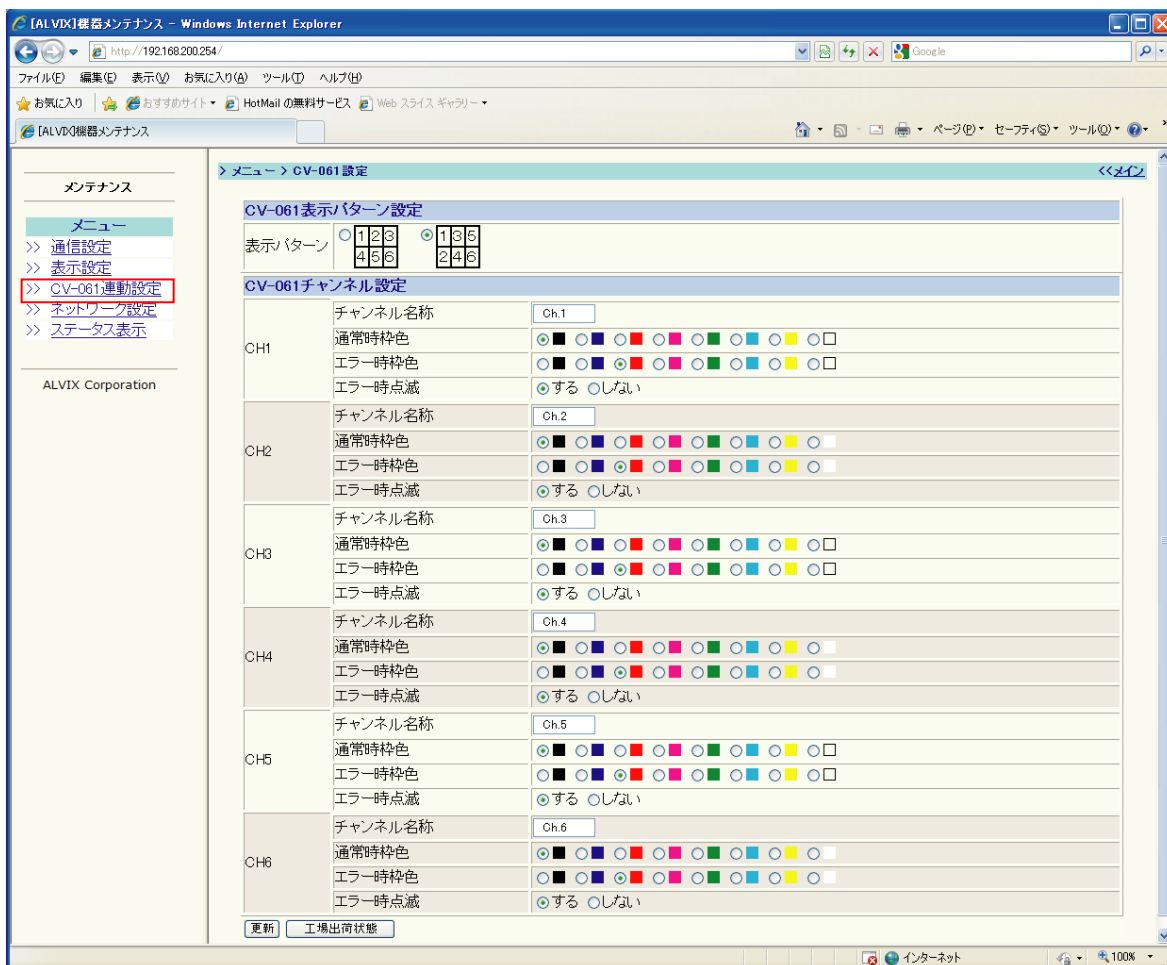 [ALVIX]機器メンテナンス - Windows Internet Explorer
http://192.168.200.254/
Google
ファイル(F) 編集(E) 表示(V) お気に入り(A) ツール(T) ヘルプ(H)
お気に入り おすすめサイト HotMail の無料サービス Web スライス ギャラリー
[ALVIX]機器メンテナンス
ページ(P) セーフティ(S) ツール(O)
メンテナンス
メニュー
>> 通信設定
>> 表示設定
>> CV-061連動設定
>> ネットワーク設定
>> ステータス表示
ALVIX Corporation
> メニュー > CV-061設定 <<メイン
CV-061表示パターン設定
表示パターン
1 2 3
4 5 6
1 3 5
2 4 6
CV-061チャンネル設定
CH1
チャンネル名称 Ch.1
通常時枠色
エラー時枠色
エラー時点滅 する しない
CH2
チャンネル名称 Ch.2
通常時枠色
エラー時枠色
エラー時点滅 する しない
CH3
チャンネル名称 Ch.3
通常時枠色
エラー時枠色
エラー時点滅 する しない
CH4
チャンネル名称 Ch.4
通常時枠色
エラー時枠色
エラー時点滅 する しない
CH5
チャンネル名称 Ch.5
通常時枠色
エラー時枠色
エラー時点滅 する しない
CH6
チャンネル名称 Ch.6
通常時枠色
エラー時枠色
エラー時点滅 する しない
更新 工場出荷状態
インターネット 100%